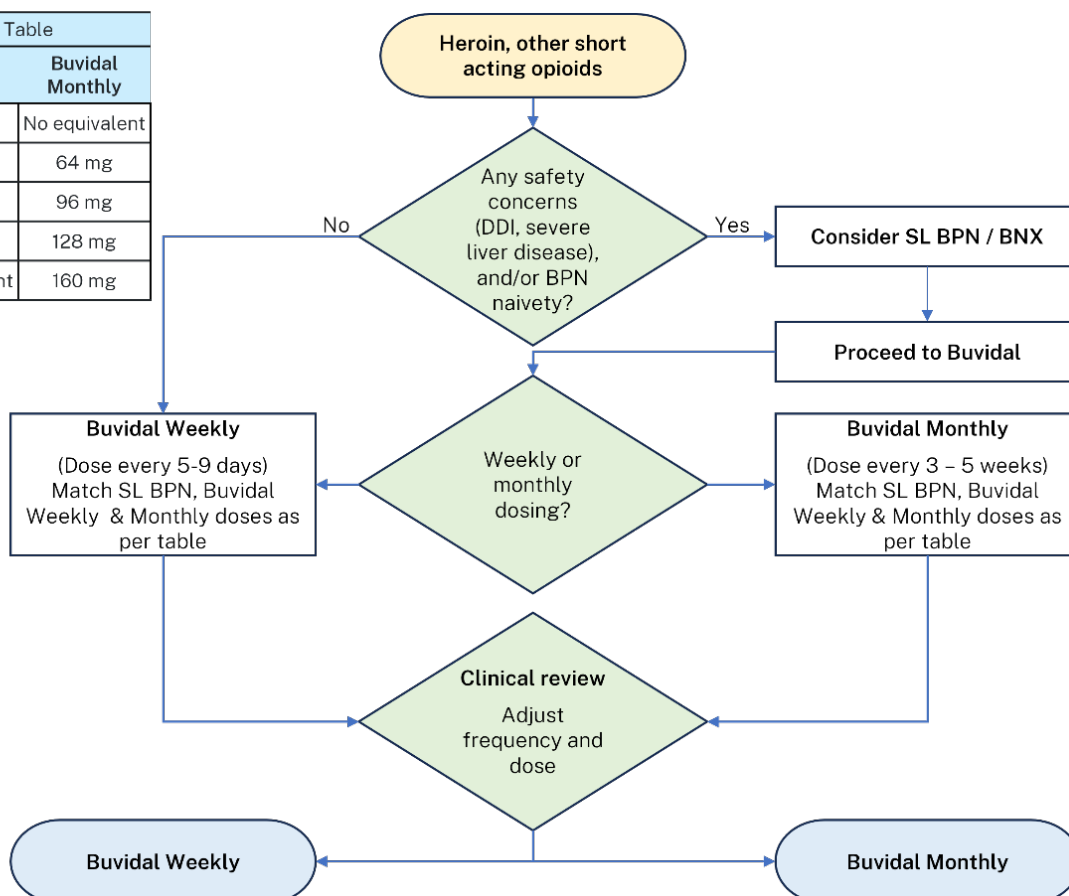 Table
Buvidal
Monthly
No equivalent
64 mg
96 mg
128 mg
160 mg
Heroin, other short
acting opioids
Any safety
concerns
(DDI, severe
liver disease),
and/or BPN
naivety?
No
Yes
Consider SL BPN / BNX
Proceed to Buvidal
Buvidal Weekly
(Dose every 5-9 days)
Match SL BPN, Buvidal
Weekly & Monthly doses as
per table
Weekly or
monthly
dosing?
Buvidal Monthly
(Dose every 3 – 5 weeks)
Match SL BPN, Buvidal
Weekly & Monthly doses as
per table
Clinical review
Adjust
frequency and
dose
Buvidal Weekly
Buvidal Monthly